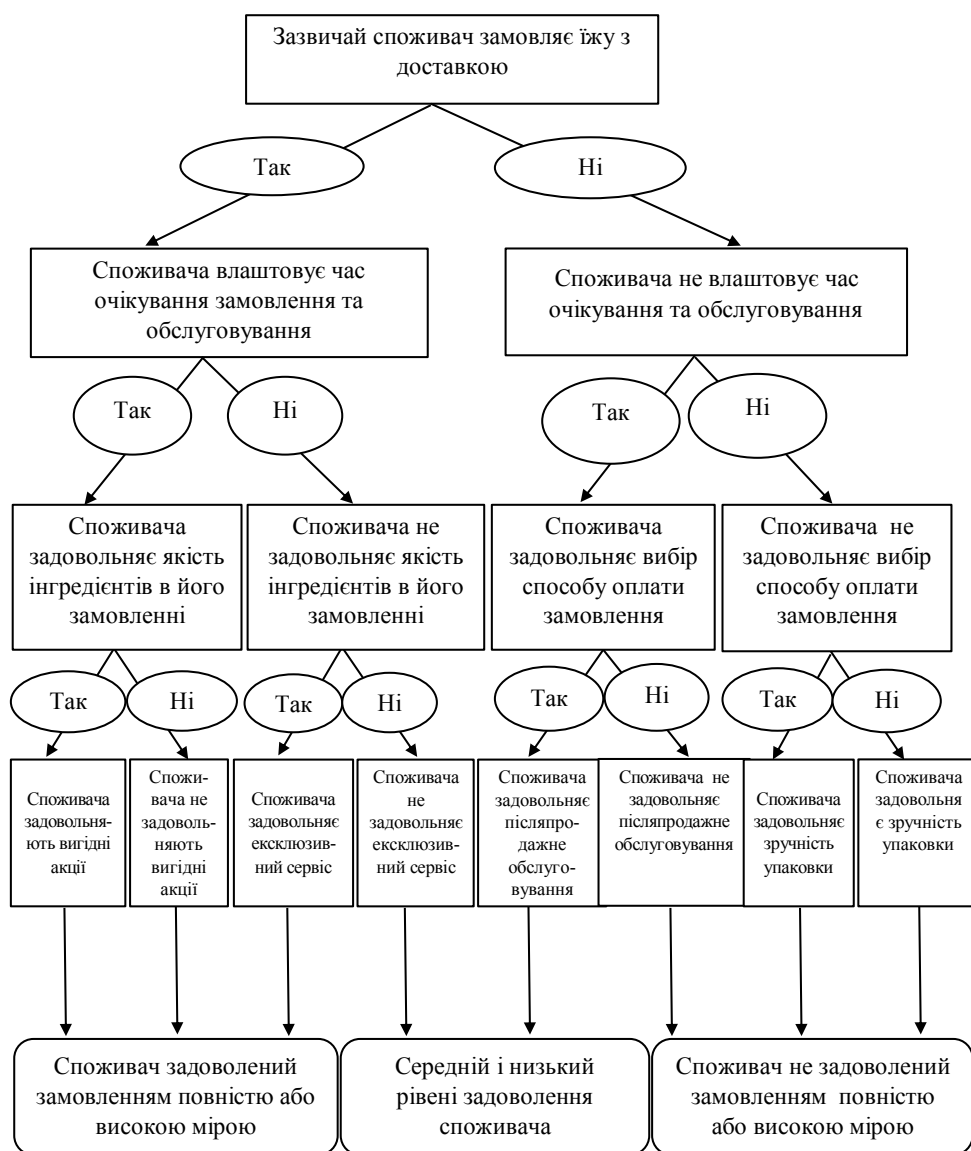 Зазвичай споживач замовляє їжу з
доставкою
Так
Ні
Споживача влаштовує час
очікування замовлення та
обслуговування
Споживача не влаштовує час
очікування та обслуговування
Так
Ні
Так
Ні
Споживача
задовольняє якість
інгредієнтів в його
замовленні
Споживача не
задовольняє якість
інгредієнтів в його
замовленні
Споживача
задовольняє вибір
способу оплати
замовлення
Споживача не
задовольняє вибір
способу оплати
замовлення
Так
Ні
Так
Ні
Так
Ні
Так
Ні
Споживача
задовольня-
ють вигідні
акції
Спожи-
вача не
задоволь-
няють
вигідні
акції
Споживача
задовольняє
ексклюзив-
ний сервіс
Споживача
не
задовольняє
ексклюзив-
ний сервіс
Споживача
задовольняє
післяпро-
дажне
обслуго-
вування
Споживача не
задовольняє
післяпродажне
обслуговування
Споживача
задовольняє
зручність
упаковки
Споживача
задовольня
є зручність
упаковки
Споживач задоволений
замовленням повністю або
високою мірою
Середній і низький
рівені задоволення
споживача
Споживач не задоволений
замовленням повністю
або високою мірою